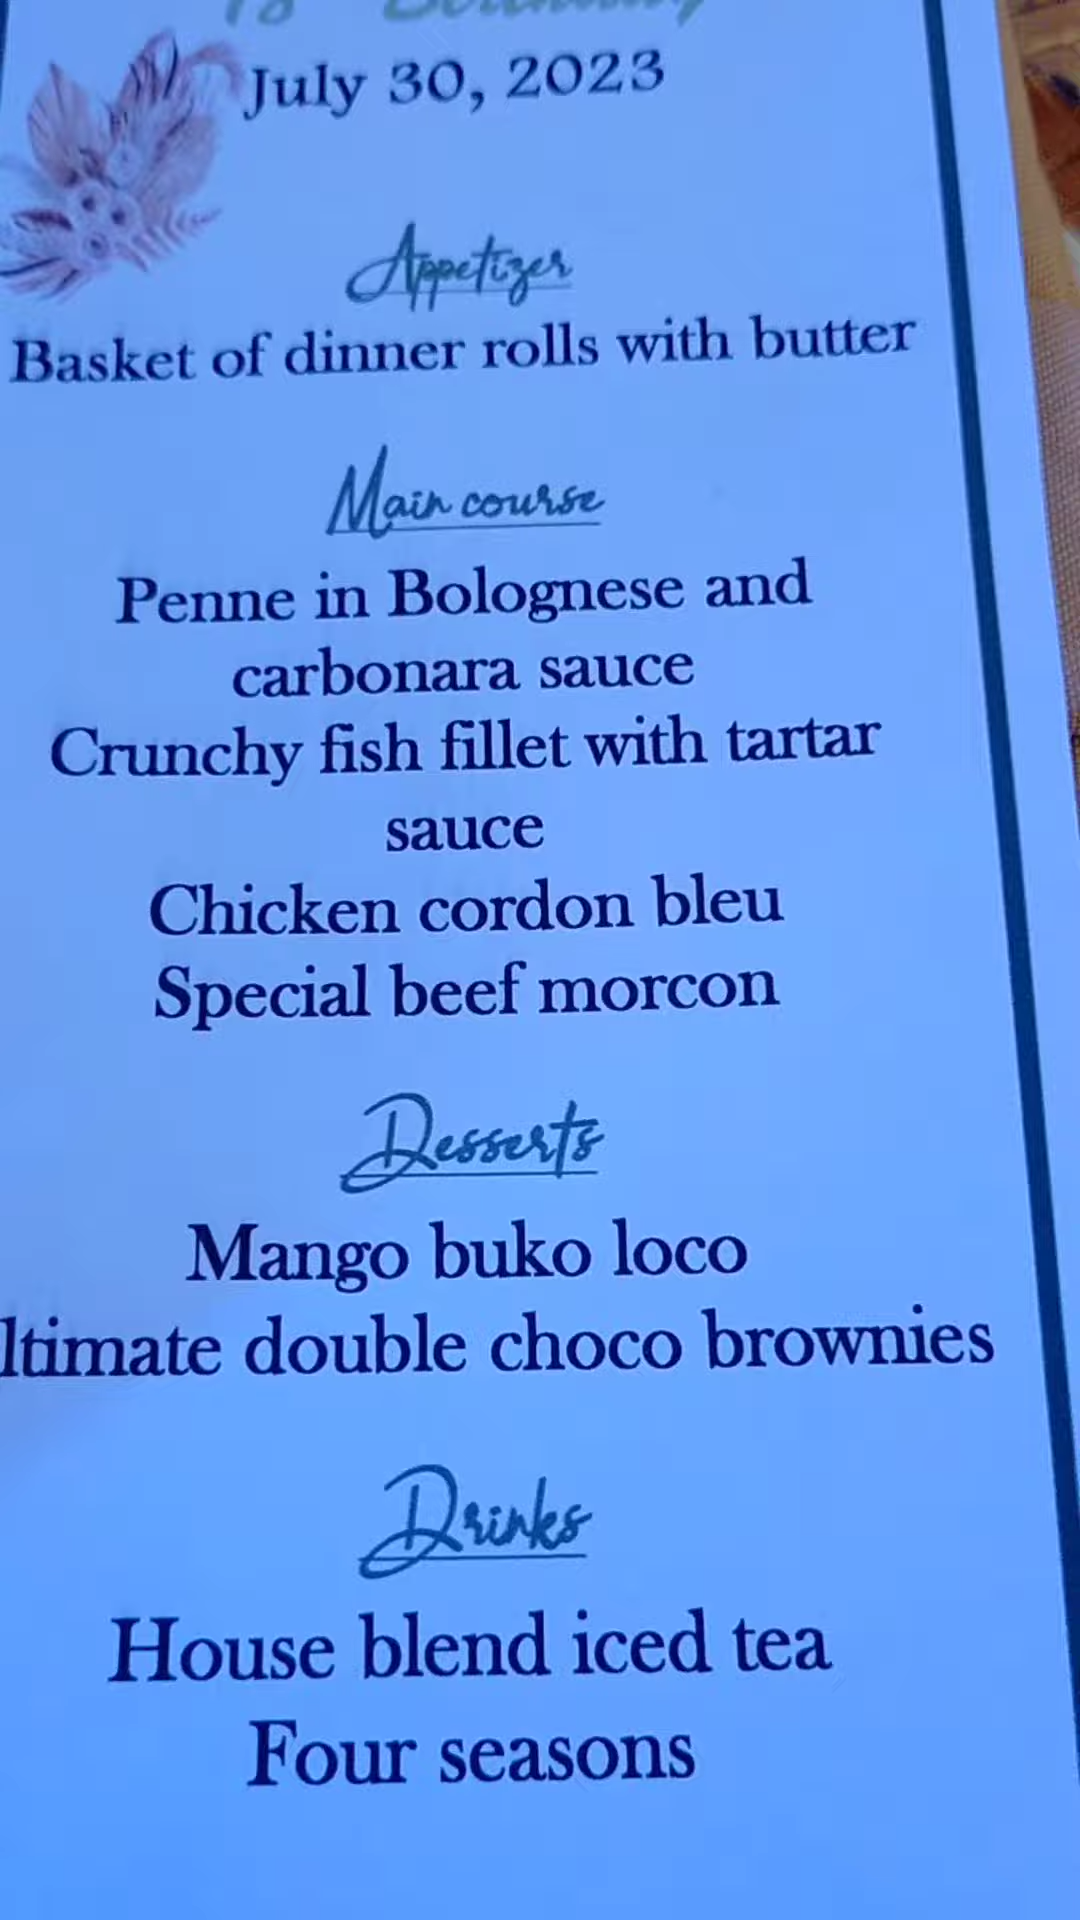 July 30, 2023
Appetizer
Basket of dinner rolls with butter
Main course
Penne in Bolognese and
carbonara sauce
Crunchy fish fillet with tartar
sauce
Chicken cordon bleu
Special beef morcon
Desserts
Mango buko loco
ltimate double choco brownies
Drinks
House blend iced tea
Four seasons